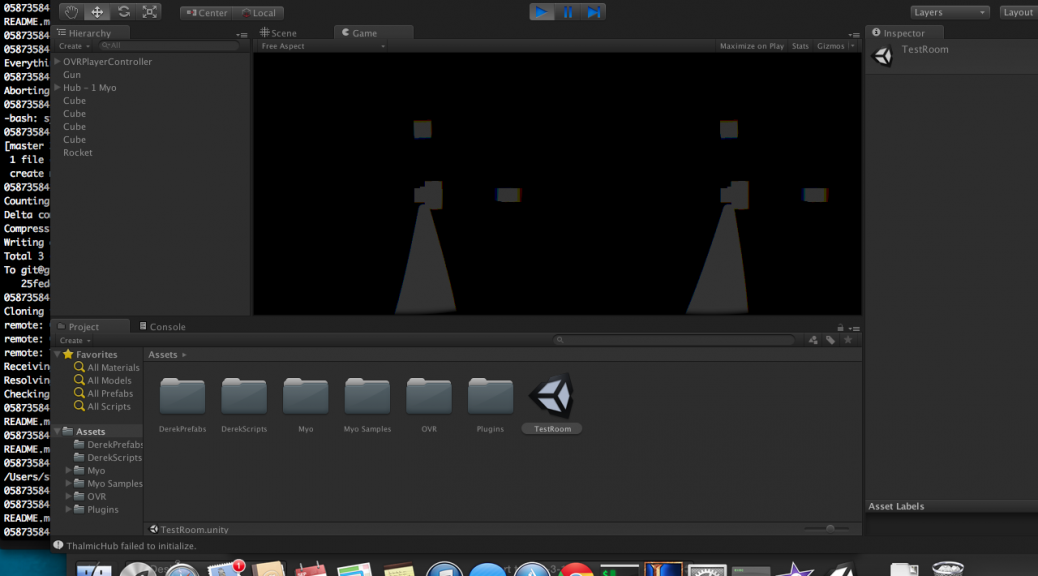 05873584
README.m
05873584
05873584
Everythi
05873584
Aborting
05873584
-bash: s
05873584
[master
1 file
create
05873584
Counting
Delta com
Compress
Writing
Total 3
To git@g
25fed
05873584
Cloning
remote:
remote:
remote:
Receivin
Resolvin
Checking
05873584
README.m
05873584
README.m
05873584
/Users/s
05873584
05873584
README.m
05873584
Center Local
Layers Layout
Hierarchy
Create All
OVRPlayerController
Gun
Hub - 1 Myo
Cube
Cube
Cube
Cube
Rocket
Scene Game
Free Aspect Maximize on Play Stats Gizmos
Inspector
TestRoom
Project Console
Create
Favorites
All Materials
All Models
All Prefabs
All Scripts
Assets
DerekPrefabs
DerekScripts
Myo
Myo Samples
OVR
Plugins
Assets
DerekPrefabs DerekScripts Myo Myo Samples OVR Plugins TestRoom
TestRoom.unity
Asset Labels
ThalmicHub failed to initialize.
1